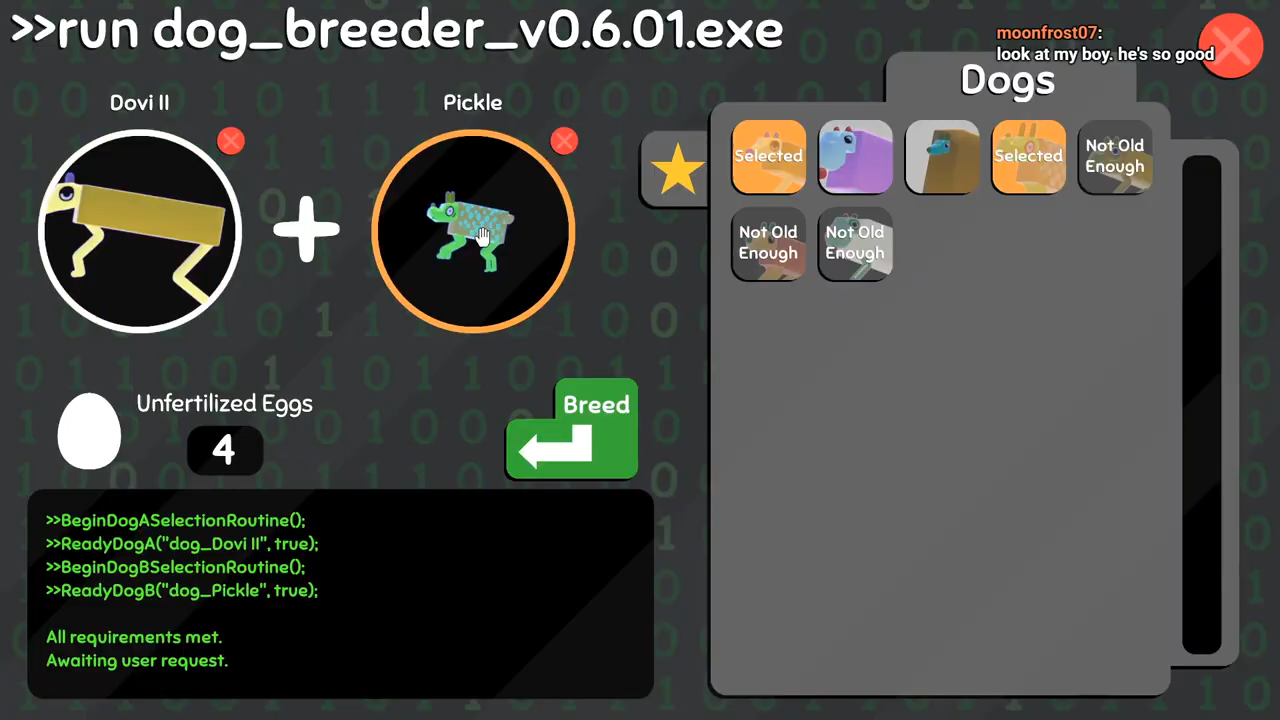 >>run dog_breeder_v0.6.01.exe
moonfrost07:
look at my boy. he's so good
Dogs
Dovi II
Pickle
Selected
Selected
Not Old
Enough
Not Old
Enough
Not Old
Enough
Unfertilized Eggs
4
Breed
>>BeginDogASelectionRoutine();
>>ReadyDogA("dog_Dovi II", true);
>>BeginDogBSelectionRoutine();
>>ReadyDogB("dog_Pickle", true);
All requirements met.
Awaiting user request.